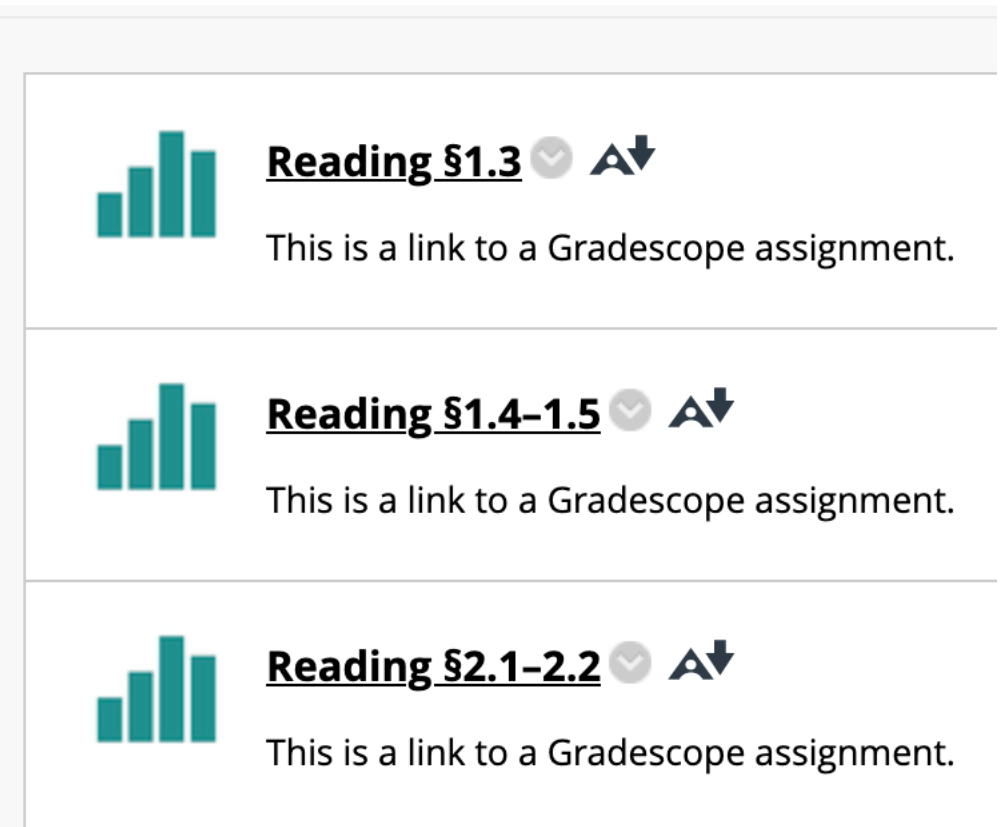 Reading §1.3
This is a link to a Gradescope assignment.
Reading §1.4–1.5
This is a link to a Gradescope assignment.
Reading §2.1–2.2
This is a link to a Gradescope assignment.